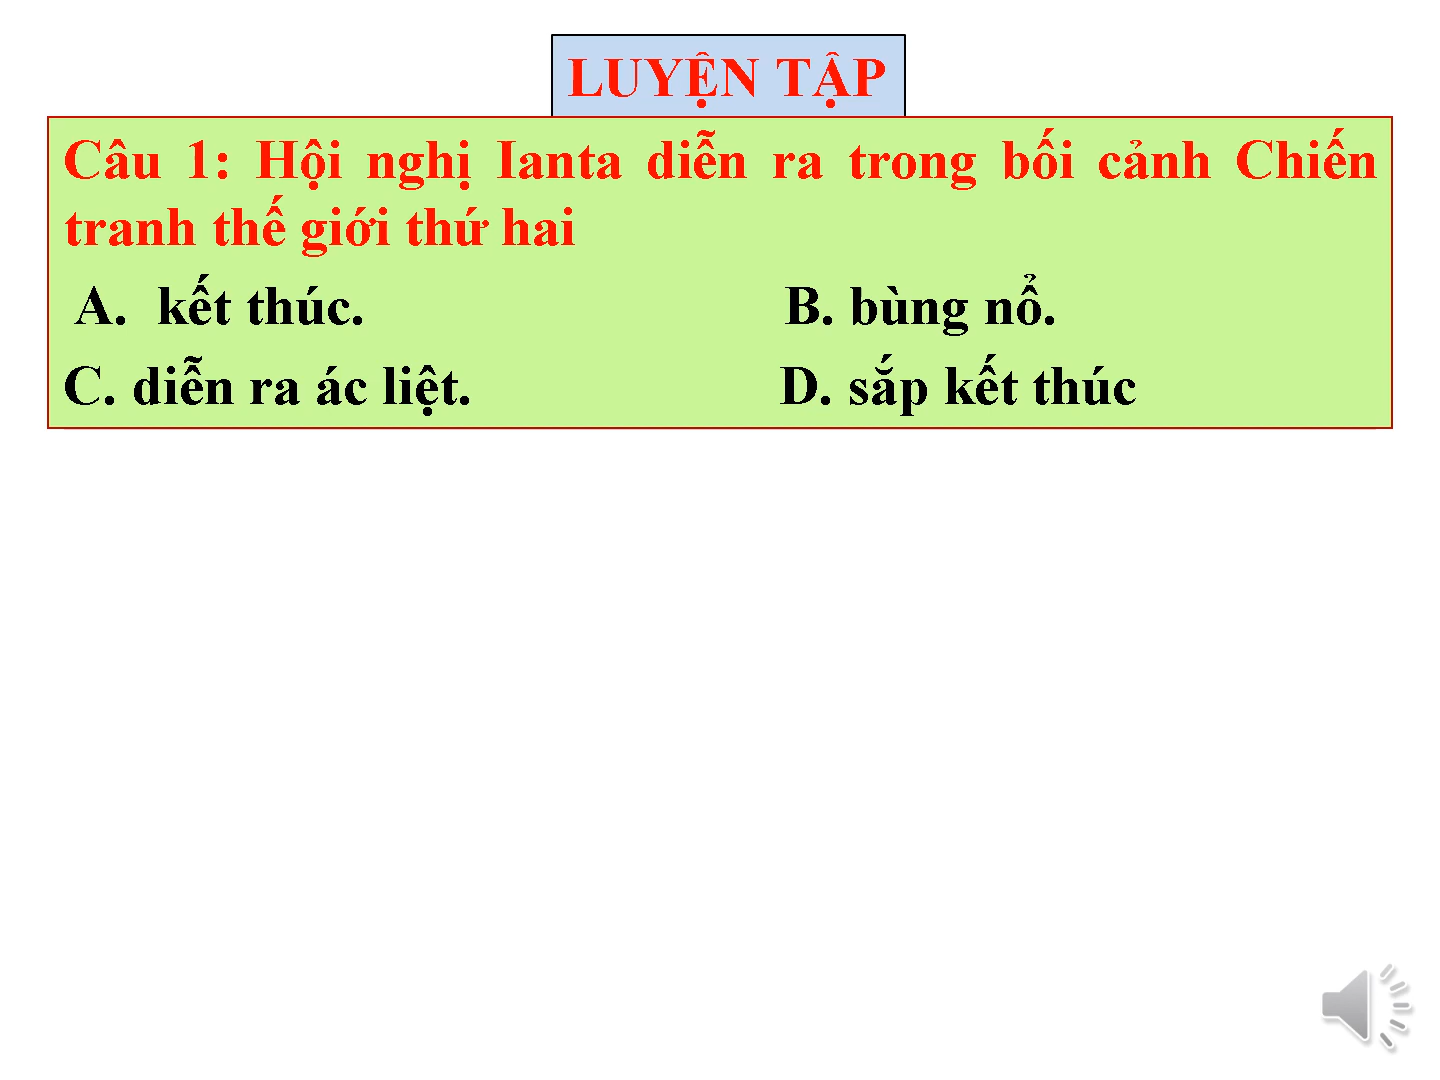 LUYỆN TẬP
Câu 1: Hội nghị Ianta diễn ra trong bối cảnh Chiến
tranh thế giới thứ hai
A. kết thúc. B. bùng nổ.
C. diễn ra ác liệt. D. sắp kết thúc